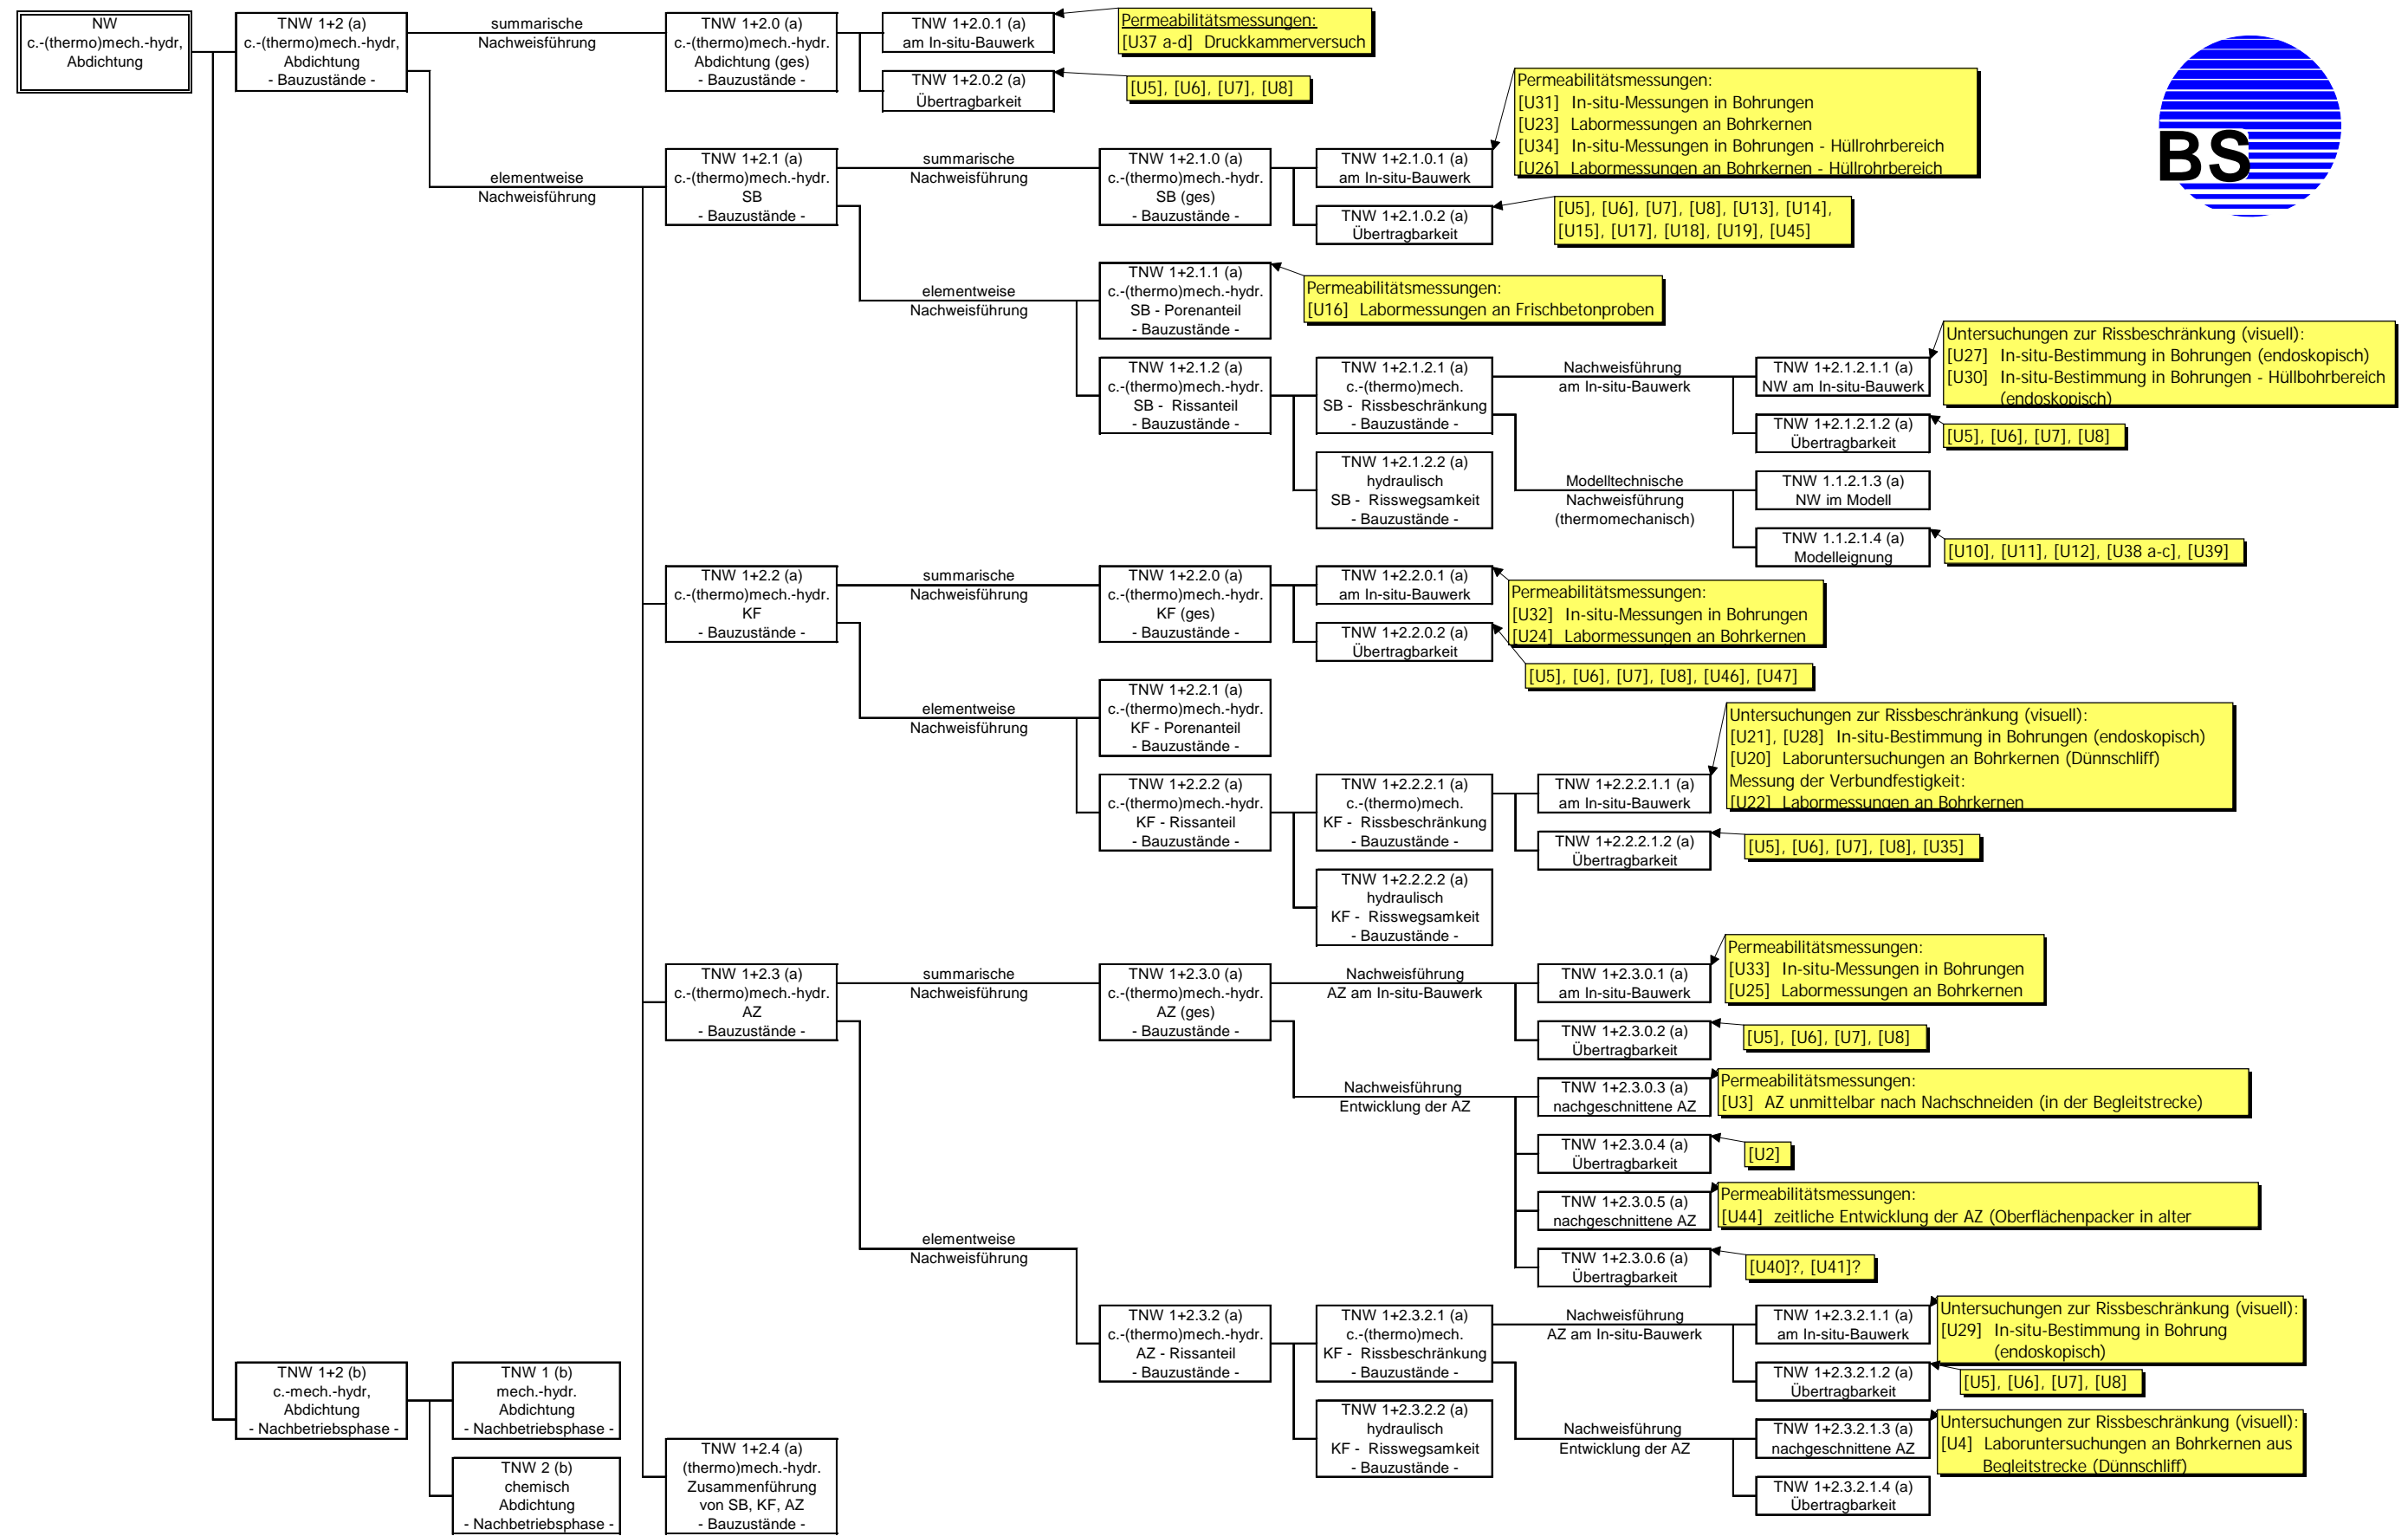 NW
c.-(thermo)mech.-hydr,
Abdichtung
TNW 1+2 (a)
c.-(thermo)mech.-hydr,
Abdichtung
- Bauzustände -
summarische
Nachweisführung
TNW 1+2.0 (a)
c.-(thermo)mech.-hydr.
Abdichtung (ges)
- Bauzustände -
TNW 1+2.0.1 (a)
am In-situ-Bauwerk
Permeabilitätsmessungen:
[U37 a-d] Druckkammerversuch
TNW 1+2.0.2 (a)
Übertragbarkeit
[U5], [U6], [U7], [U8]
BS
elementweise
Nachweisführung
TNW 1+2.1 (a)
c.-(thermo)mech.-hydr.
SB
- Bauzustände -
summarische
Nachweisführung
TNW 1+2.1.0 (a)
c.-(thermo)mech.-hydr.
SB (ges)
- Bauzustände -
TNW 1+2.1.0.1 (a)
am In-situ-Bauwerk
Permeabilitätsmessungen:
[U31] In-situ-Messungen in Bohrungen
[U23] Labormessungen an Bohrkernen
[U34] In-situ-Messungen in Bohrungen - Hüllrohrbereich
[U26] Labormessungen an Bohrkernen - Hüllrohrbereich
TNW 1+2.1.0.2 (a)
Übertragbarkeit
[U5], [U6], [U7], [U8], [U13], [U14],
[U15], [U17], [U18], [U19], [U45]
elementweise
Nachweisführung
TNW 1+2.1.1 (a)
c.-(thermo)mech.-hydr.
SB - Porenanteil
- Bauzustände -
Permeabilitätsmessungen:
[U16] Labormessungen an Frischbetonproben
TNW 1+2.1.2 (a)
c.-(thermo)mech.-hydr.
SB - Rissanteil
- Bauzustände -
TNW 1+2.1.2.1 (a)
c.-(thermo)mech.
SB - Rissbeschränkung
- Bauzustände -
Nachweisführung
am In-situ-Bauwerk
TNW 1+2.1.2.1.1 (a)
NW am In-situ-Bauwerk
Untersuchungen zur Rissbeschränkung (visuell):
[U27] In-situ-Bestimmung in Bohrungen (endoskopisch)
[U30] In-situ-Bestimmung in Bohrungen - Hüllbohrbereich
(endoskopisch)
TNW 1+2.1.2.1.2 (a)
Übertragbarkeit
[U5], [U6], [U7], [U8]
TNW 1+2.1.2.2 (a)
hydraulisch
SB - Risswegsamkeit
- Bauzustände -
Modelltechnische
Nachweisführung
(thermomechanisch)
TNW 1.1.2.1.3 (a)
NW im Modell
TNW 1.1.2.1.4 (a)
Modelleignung
[U10], [U11], [U12], [U38 a-c], [U39]
TNW 1+2.2 (a)
c.-(thermo)mech.-hydr.
KF
- Bauzustände -
summarische
Nachweisführung
TNW 1+2.2.0 (a)
c.-(thermo)mech.-hydr.
KF (ges)
- Bauzustände -
TNW 1+2.2.0.1 (a)
am In-situ-Bauwerk
Permeabilitätsmessungen:
[U32] In-situ-Messungen in Bohrungen
[U24] Labormessungen an Bohrkernen
TNW 1+2.2.0.2 (a)
Übertragbarkeit
[U5], [U6], [U7], [U8], [U46], [U47]
elementweise
Nachweisführung
TNW 1+2.2.1 (a)
c.-(thermo)mech.-hydr.
KF - Porenanteil
- Bauzustände -
TNW 1+2.2.2 (a)
c.-(thermo)mech.-hydr.
KF - Rissanteil
- Bauzustände -
TNW 1+2.2.2.1 (a)
c.-(thermo)mech.
KF - Rissbeschränkung
- Bauzustände -
TNW 1+2.2.2.1.1 (a)
am In-situ-Bauwerk
Untersuchungen zur Rissbeschränkung (visuell):
[U21], [U28] In-situ-Bestimmung in Bohrungen (endoskopisch)
[U20] Laboruntersuchungen an Bohrkernen (Dünnschliff)
Messung der Verbundfestigkeit:
[U22] Labormessungen an Bohrkernen
TNW 1+2.2.2.1.2 (a)
Übertragbarkeit
[U5], [U6], [U7], [U8], [U35]
TNW 1+2.2.2.2 (a)
hydraulisch
KF - Risswegsamkeit
- Bauzustände -
TNW 1+2.3 (a)
c.-(thermo)mech.-hydr.
AZ
- Bauzustände -
summarische
Nachweisführung
TNW 1+2.3.0 (a)
c.-(thermo)mech.-hydr.
AZ (ges)
- Bauzustände -
Nachweisführung
AZ am In-situ-Bauwerk
TNW 1+2.3.0.1 (a)
am In-situ-Bauwerk
Permeabilitätsmessungen:
[U33] In-situ-Messungen in Bohrungen
[U25] Labormessungen an Bohrkernen
TNW 1+2.3.0.2 (a)
Übertragbarkeit
[U5], [U6], [U7], [U8]
Nachweisführung
Entwicklung der AZ
TNW 1+2.3.0.3 (a)
nachgeschnittene AZ
Permeabilitätsmessungen:
[U3] AZ unmittelbar nach Nachschneiden (in der Begleitstrecke)
TNW 1+2.3.0.4 (a)
Übertragbarkeit
[U2]
TNW 1+2.3.0.5 (a)
nachgeschnittene AZ
Permeabilitätsmessungen:
[U44] zeitliche Entwicklung der AZ (Oberflächenpacker in alter
TNW 1+2.3.0.6 (a)
Übertragbarkeit
[U40]?, [U41]?
elementweise
Nachweisführung
TNW 1+2.3.2 (a)
c.-(thermo)mech.-hydr.
AZ - Rissanteil
- Bauzustände -
TNW 1+2.3.2.1 (a)
c.-(thermo)mech.
KF - Rissbeschränkung
- Bauzustände -
Nachweisführung
AZ am In-situ-Bauwerk
TNW 1+2.3.2.1.1 (a)
am In-situ-Bauwerk
Untersuchungen zur Rissbeschränkung (visuell):
[U29] In-situ-Bestimmung in Bohrung
(endoskopisch)
TNW 1+2.3.2.1.2 (a)
Übertragbarkeit
[U5], [U6], [U7], [U8]
TNW 1+2.3.2.2 (a)
hydraulisch
KF - Risswegsamkeit
- Bauzustände -
Nachweisführung
Entwicklung der AZ
TNW 1+2.3.2.1.3 (a)
nachgeschnittene AZ
Untersuchungen zur Rissbeschränkung (visuell):
[U4] Laboruntersuchungen an Bohrkernen aus
Begleitstrecke (Dünnschliff)
TNW 1+2.3.2.1.4 (a)
Übertragbarkeit
TNW 1+2 (b)
c.-mech.-hydr,
Abdichtung
- Nachbetriebsphase -
TNW 1 (b)
mech.-hydr.
Abdichtung
- Nachbetriebsphase -
TNW 2 (b)
chemisch
Abdichtung
- Nachbetriebsphase -
TNW 1+2.4 (a)
(thermo)mech.-hydr.
Zusammenführung
von SB, KF, AZ
- Bauzustände -